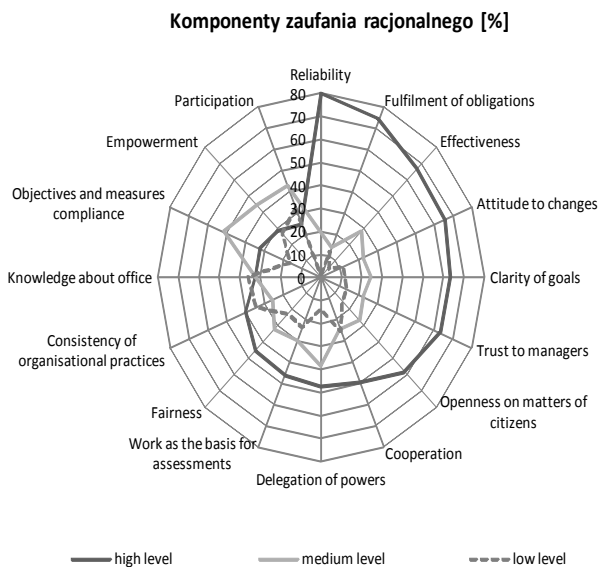 Komponenty zaufania racjonalnego [%]
Reliability
80
Participation
Fulfilment of obligations
70
Empowerment
60
Effectiveness
50
Objectives and measures
compliance
40
Attitude to changes
30
20
10
Knowledge about office
0
Clarity of goals
Consistency of
organisational practices
Trust to managers
Fairness
Openness on matters of
citizens
Work as the basis for
assessments
Cooperation
Delegation of powers
high level
medium level
low level